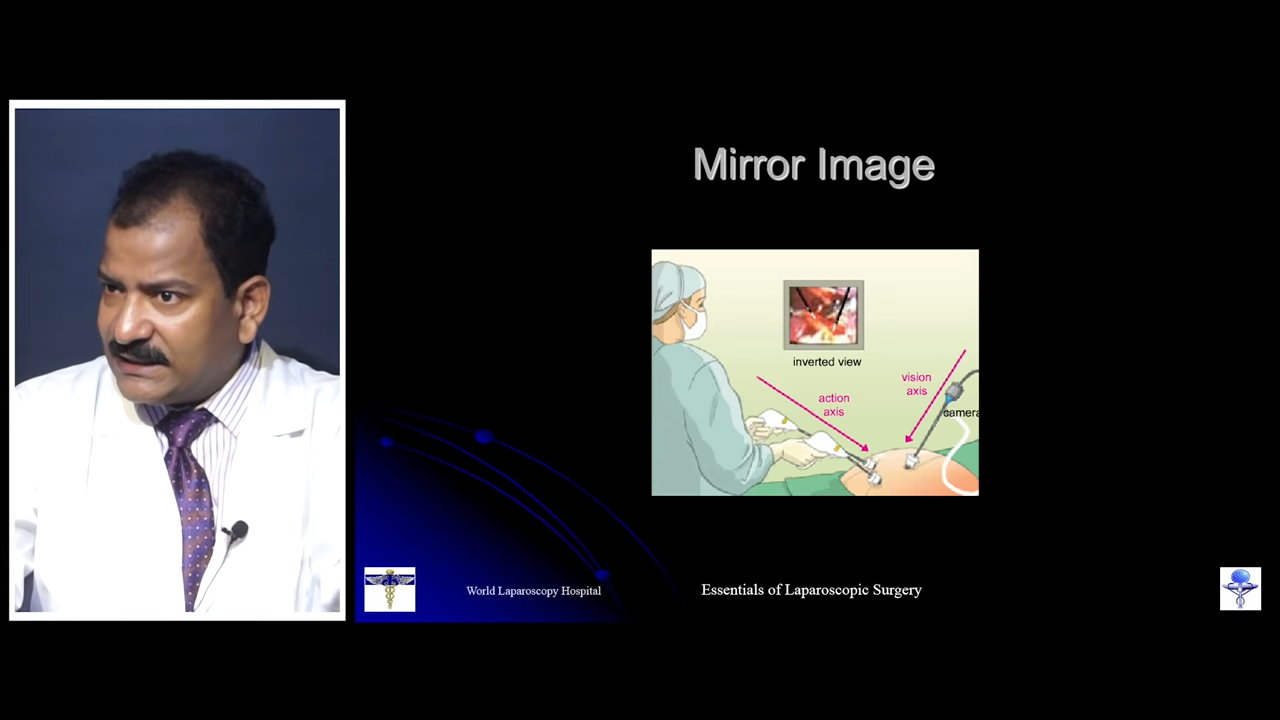 Mirror Image
inverted view
action
axis
vision
axis
camera
World Laparoscopy Hospital
Essentials of Laparoscopic Surgery